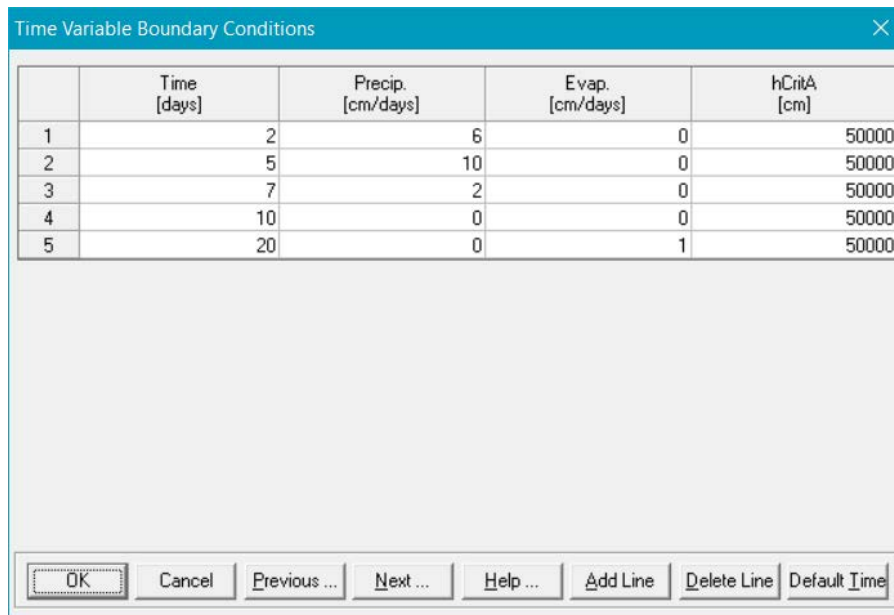 Time Variable Boundary Conditions
Time [days] Precip. [cm/days] Evap. [cm/days] hCritA [cm]
1 2 6 0 50000
2 5 10 0 50000
3 7 2 0 50000
4 10 0 0 50000
5 20 0 1 50000
OK Cancel Previous ... Next ... Help ... Add Line Delete Line Default Time